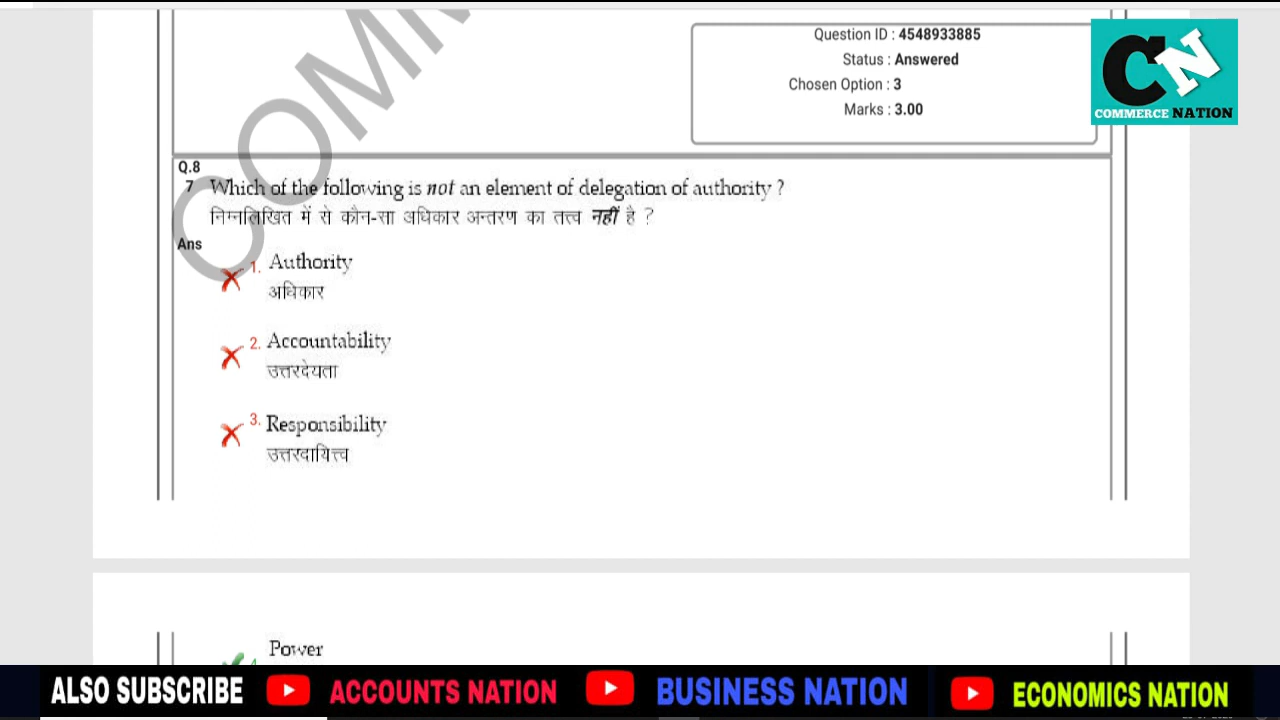 Question ID : 4548933885
Status : Answered
Chosen Option : 3
Marks : 3.00
CN
COMMERCE NATION
COMM
Q.8
7 Which of the following is not an element of delegation of authority ?
निम्नलिखित में से कौन-सा अधिकार अन्तरण का तत्त्व नहीं है ?
Ans
1. Authority
अधिकार
2. Accountability
उत्तरदेयता
3. Responsibility
उत्तरदायित्त्व
Power
ALSO SUBSCRIBE ACCOUNTS NATION BUSINESS NATION ECONOMICS NATION